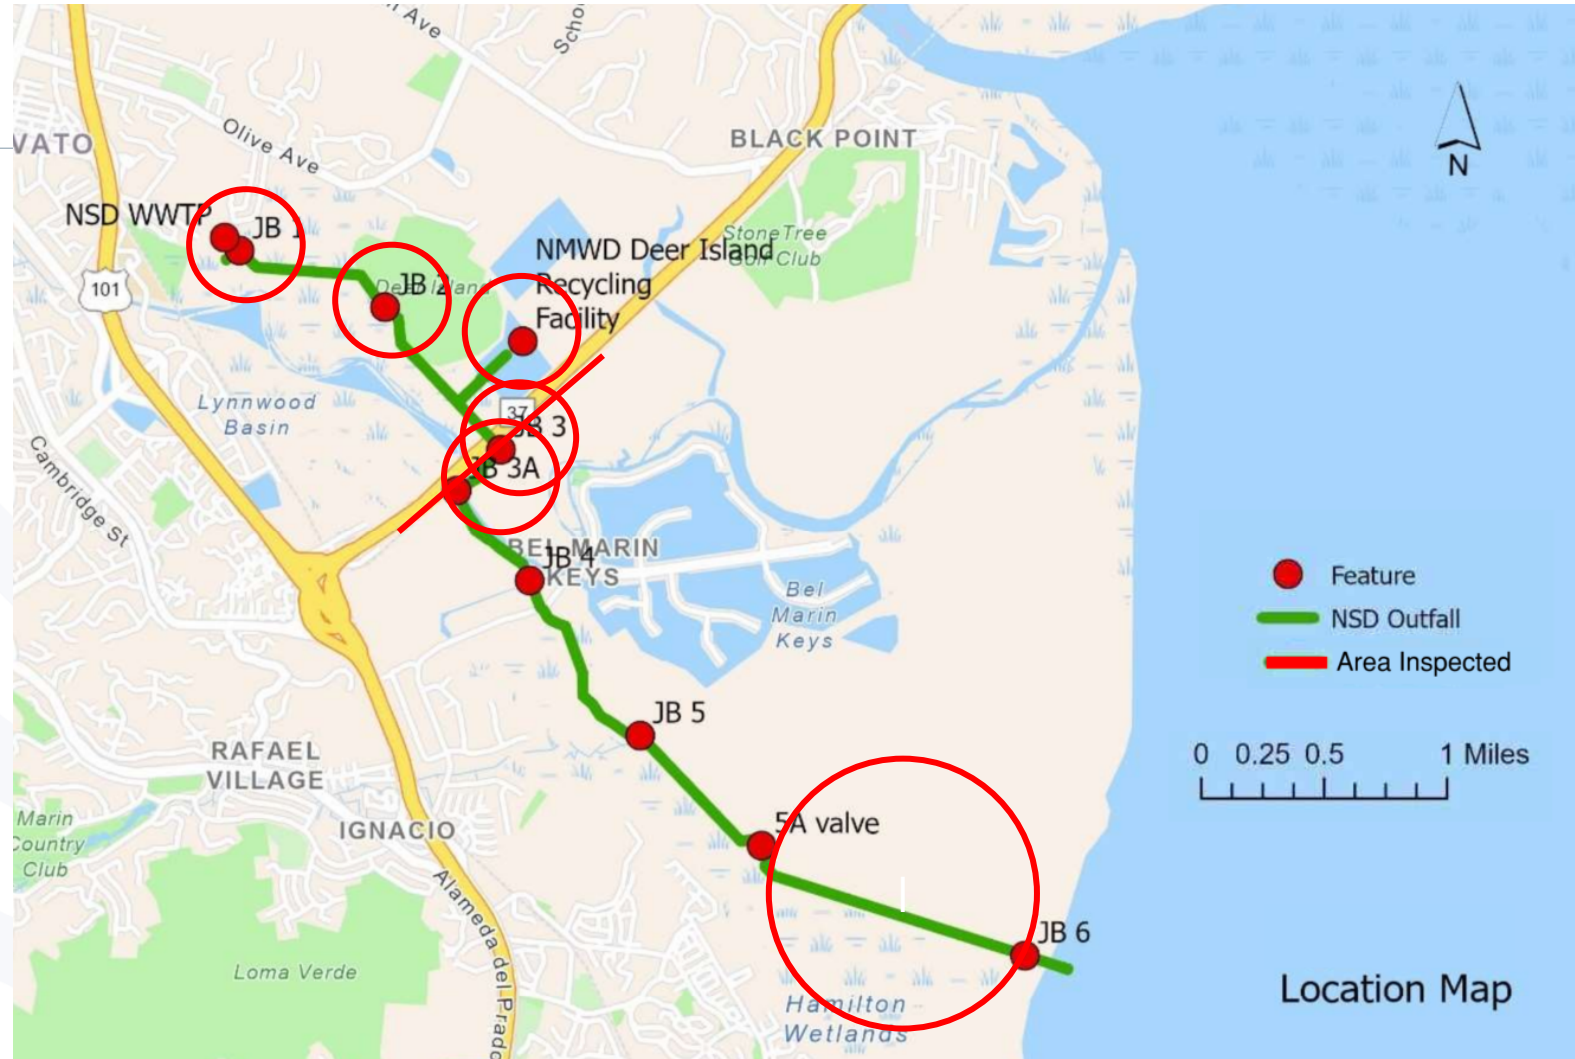 Olive Ave
VATO
BLACK POINT
N
NSD WWTP
JB 1
StoneTree
Golf Club
NMWD Deer Island
Recycling
Facility
101
JB 2
Deer Island
37
JB 3
Lynnwood
Basin
JB 3A
Cambridge St
BEL MARIN
KEYS
JB 4
Bel
Marin
Keys
Feature
NSD Outfall
Area Inspected
JB 5
RAFAEL
VILLAGE
0 0.25 0.5 1 Miles
Marin
Country
Club
IGNACIO
5A valve
Alameda del Prado
JB 6
Loma Verde
Hamilton
Wetlands
Location Map